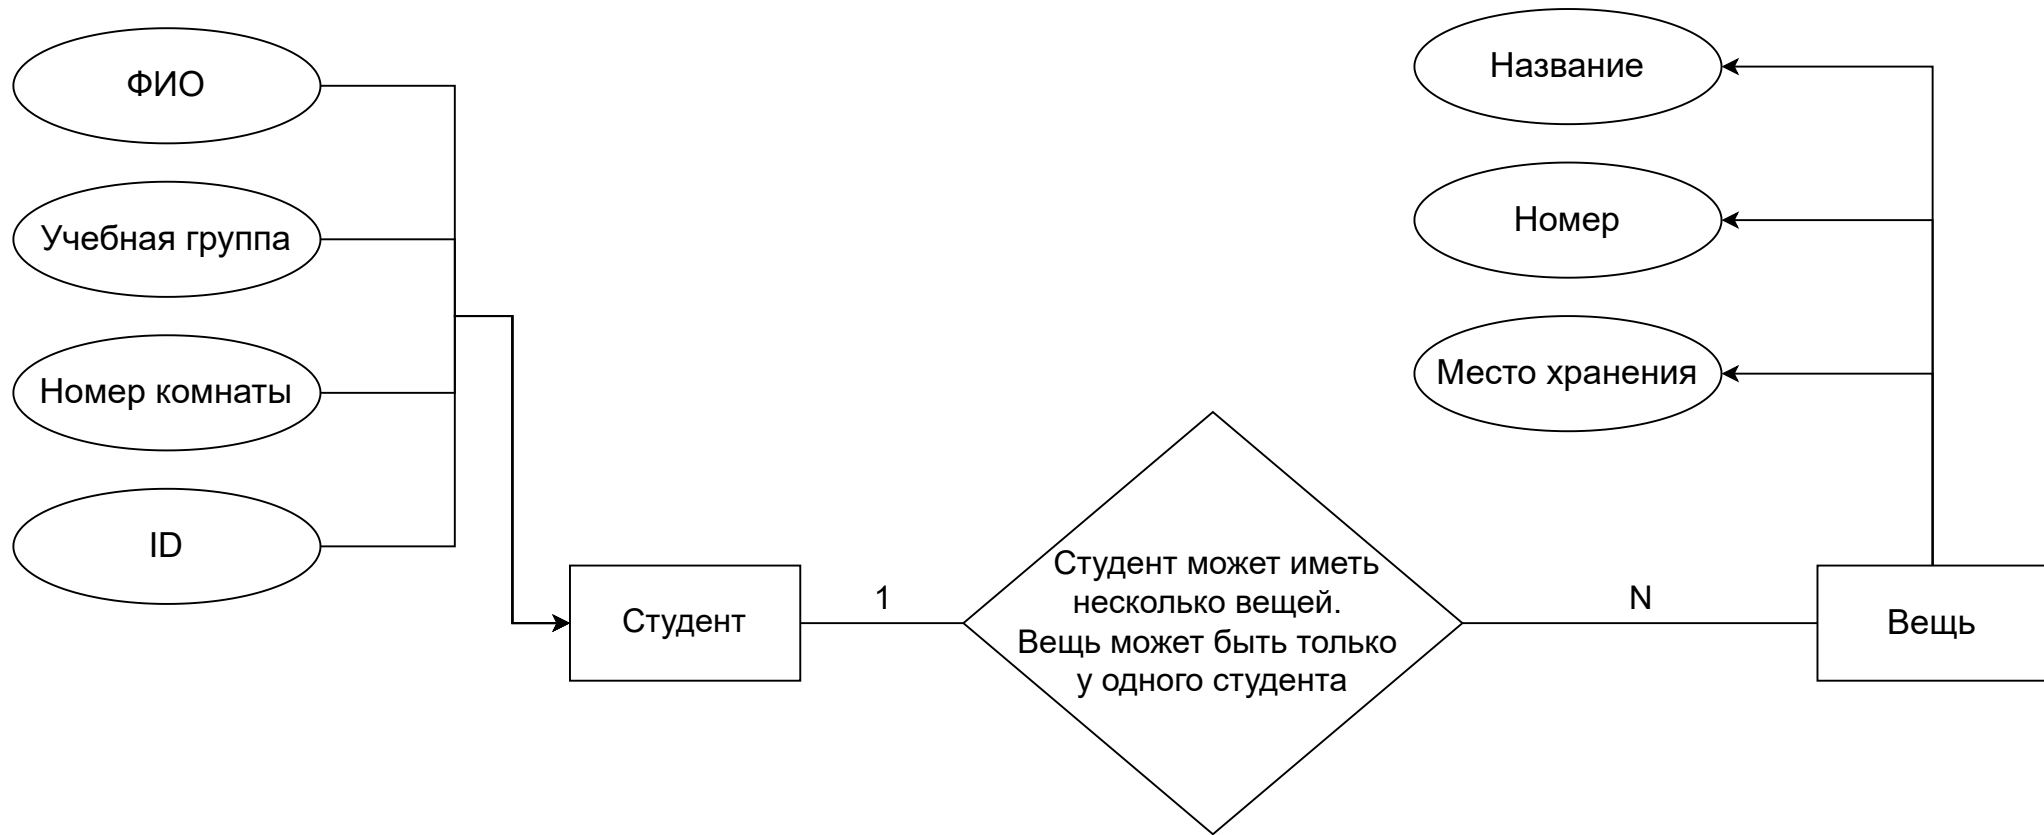 ФИО
Учебная группа
Номер комнаты
ID
Студент
1
Студент может иметь
несколько вещей.
Вещь может быть только
у одного студента
N
Название
Номер
Место хранения
Вещь